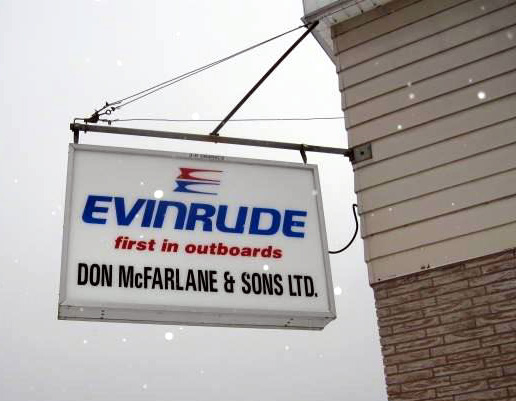 EVINRUDE
first in outboards
DON McFARLANE & SONS LTD.